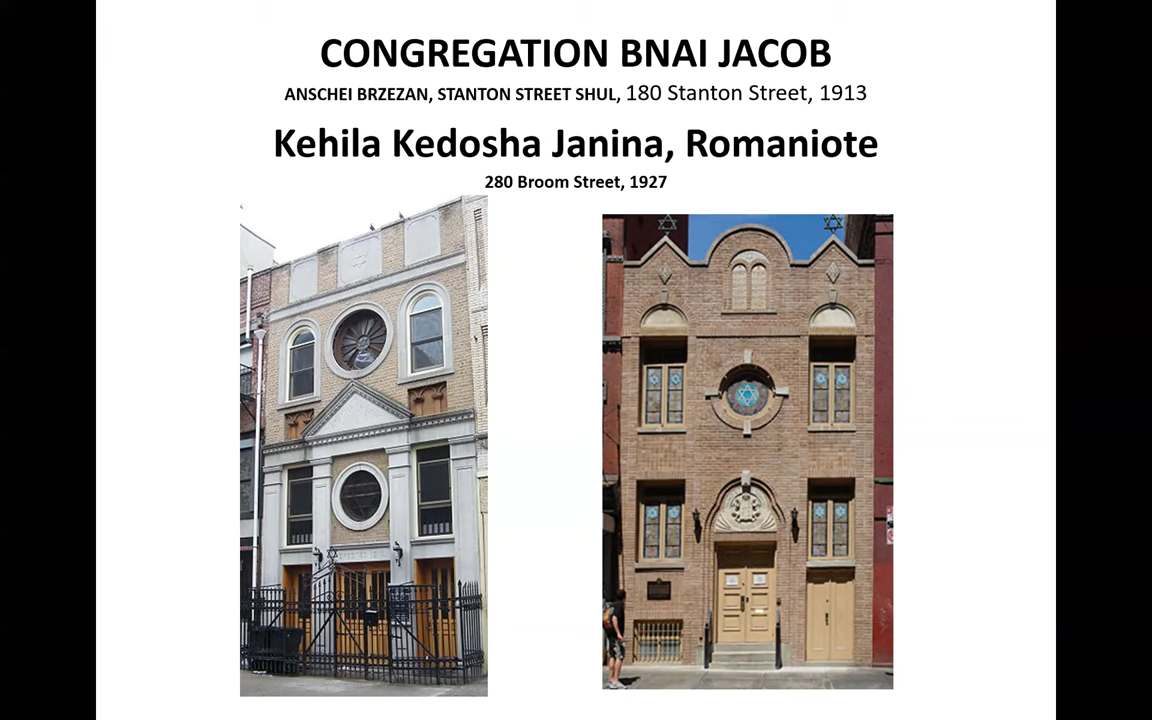 CONGREGATION BNAI JACOB
ANSCHEI BRZEZAN, STANTON STREET SHUL, 180 Stanton Street, 1913
Kehila Kedosha Janina, Romaniote
280 Broom Street, 1927